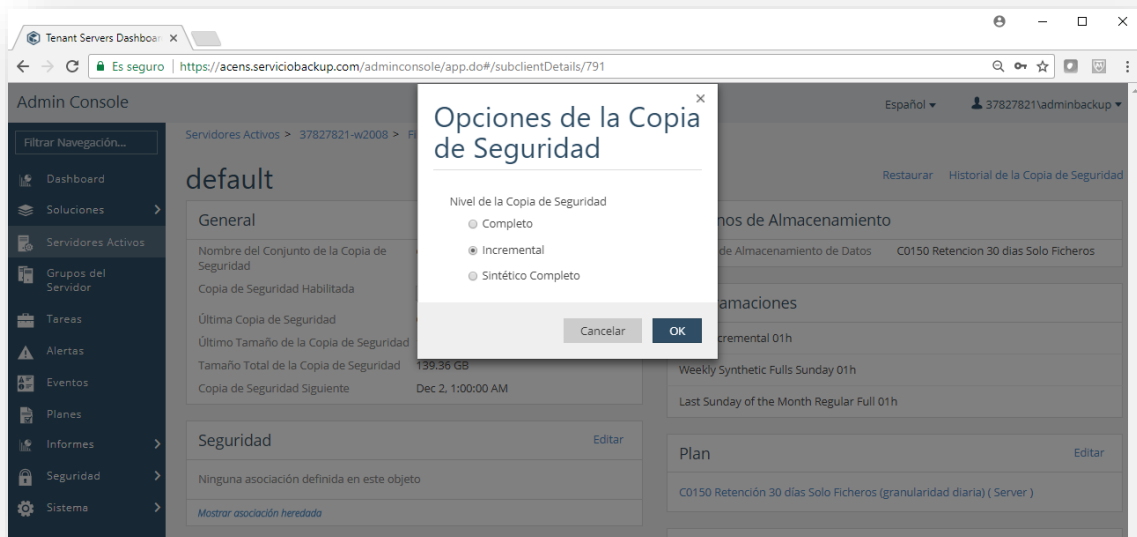 Tenant Servers Dashboar
Es seguro
https://acens.serviciobackup.com/adminconsole/app.do#/subclientDetails/791
Admin Console
Español
37827821\adminbackup
Filtrar Navegación...
Dashboard
Soluciones
Servidores Activos
Grupos del
Servidor
Tareas
Alertas
Eventos
Planes
Informes
Seguridad
Sistema
Servidores Activos > 37827821-w2008 > Fi
default
Restaurar
Historial de la Copia de Seguridad
General
Nombre del Conjunto de la Copia de
Seguridad
Copia de Seguridad Habilitada
Última Copia de Seguridad
Último Tamaño de la Copia de Seguridad
Tamaño Total de la Copia de Seguridad 139.36 GB
Copia de Seguridad Siguiente Dec 2, 1:00:00 AM
Seguridad
Editar
Ninguna asociación definida en este objeto
Mostrar asociación heredada
Opciones de la Copia
de Seguridad
Nivel de la Copia de Seguridad
Completo
Incremental
Sintético Completo
Cancelar
OK
nos de Almacenamiento
de Almacenamiento de Datos C0150 Retencion 30 dias Solo Ficheros
amaciones
cremental 01h
Weekly Synthetic Fulls Sunday 01h
Last Sunday of the Month Regular Full 01h
Plan
Editar
C0150 Retención 30 días Solo Ficheros (granularidad diaria) ( Server )